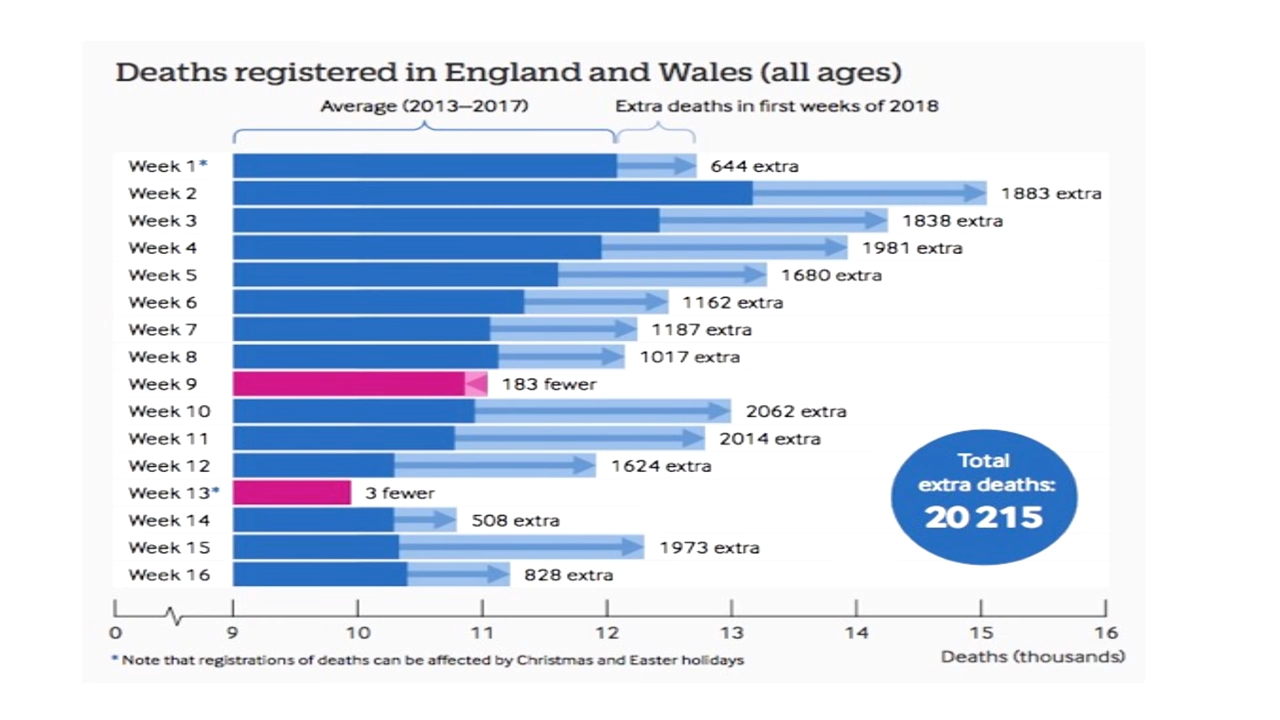 Deaths registered in England and Wales (all ages)
Average (2013–2017) Extra deaths in first weeks of 2018
Week 1* 644 extra
Week 2 1883 extra
Week 3 1838 extra
Week 4 1981 extra
Week 5 1680 extra
Week 6 1162 extra
Week 7 1187 extra
Week 8 1017 extra
Week 9 183 fewer
Week 10 2062 extra
Week 11 2014 extra
Week 12 1624 extra
Week 13* 3 fewer
Week 14 508 extra
Week 15 1973 extra
Week 16 828 extra
Total
extra deaths:
20 215
0 9 10 11 12 13 14 15 16
* Note that registrations of deaths can be affected by Christmas and Easter holidays
Deaths (thousands)